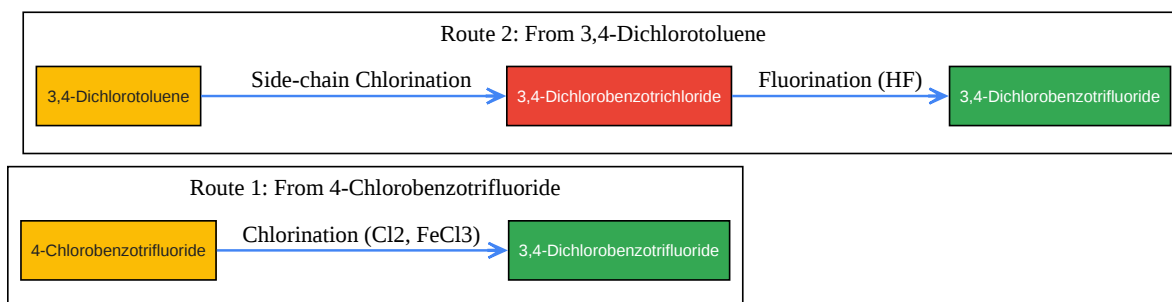 Route 2: From 3,4-Dichlorotoluene
3,4-Dichlorotoluene
Side-chain Chlorination
3,4-Dichlorobenzotrichloride
Fluorination (HF)
3,4-Dichlorobenzotrifluoride
Route 1: From 4-Chlorobenzotrifluoride
4-Chlorobenzotrifluoride
Chlorination (Cl2, FeCl3)
3,4-Dichlorobenzotrifluoride